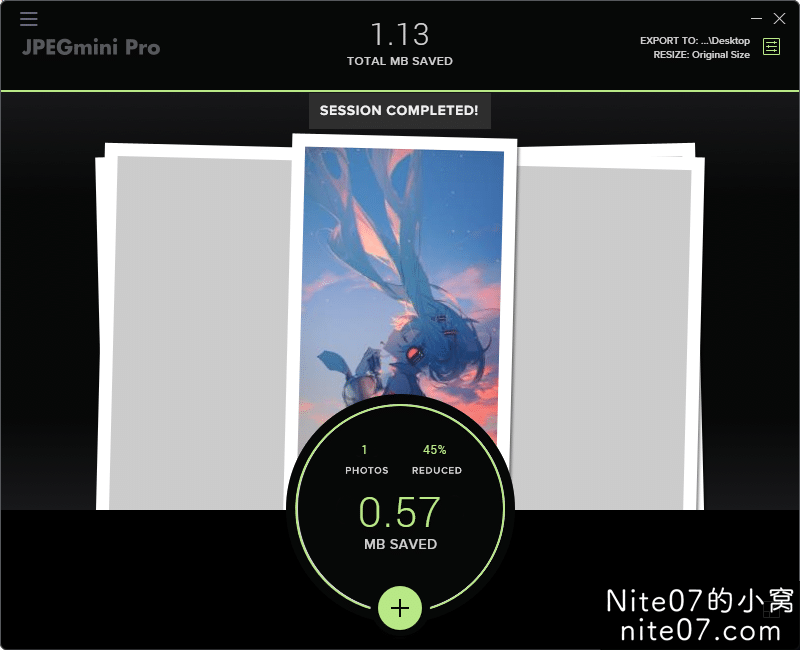 1.13
JPEGmini Pro
TOTAL MB SAVED
EXPORT TO: ...\Desktop
RESIZE: Original Size
SESSION COMPLETED!
1
45%
PHOTOS
REDUCED
0.57
MB SAVED
+
Nite07的小窝
nite07.com